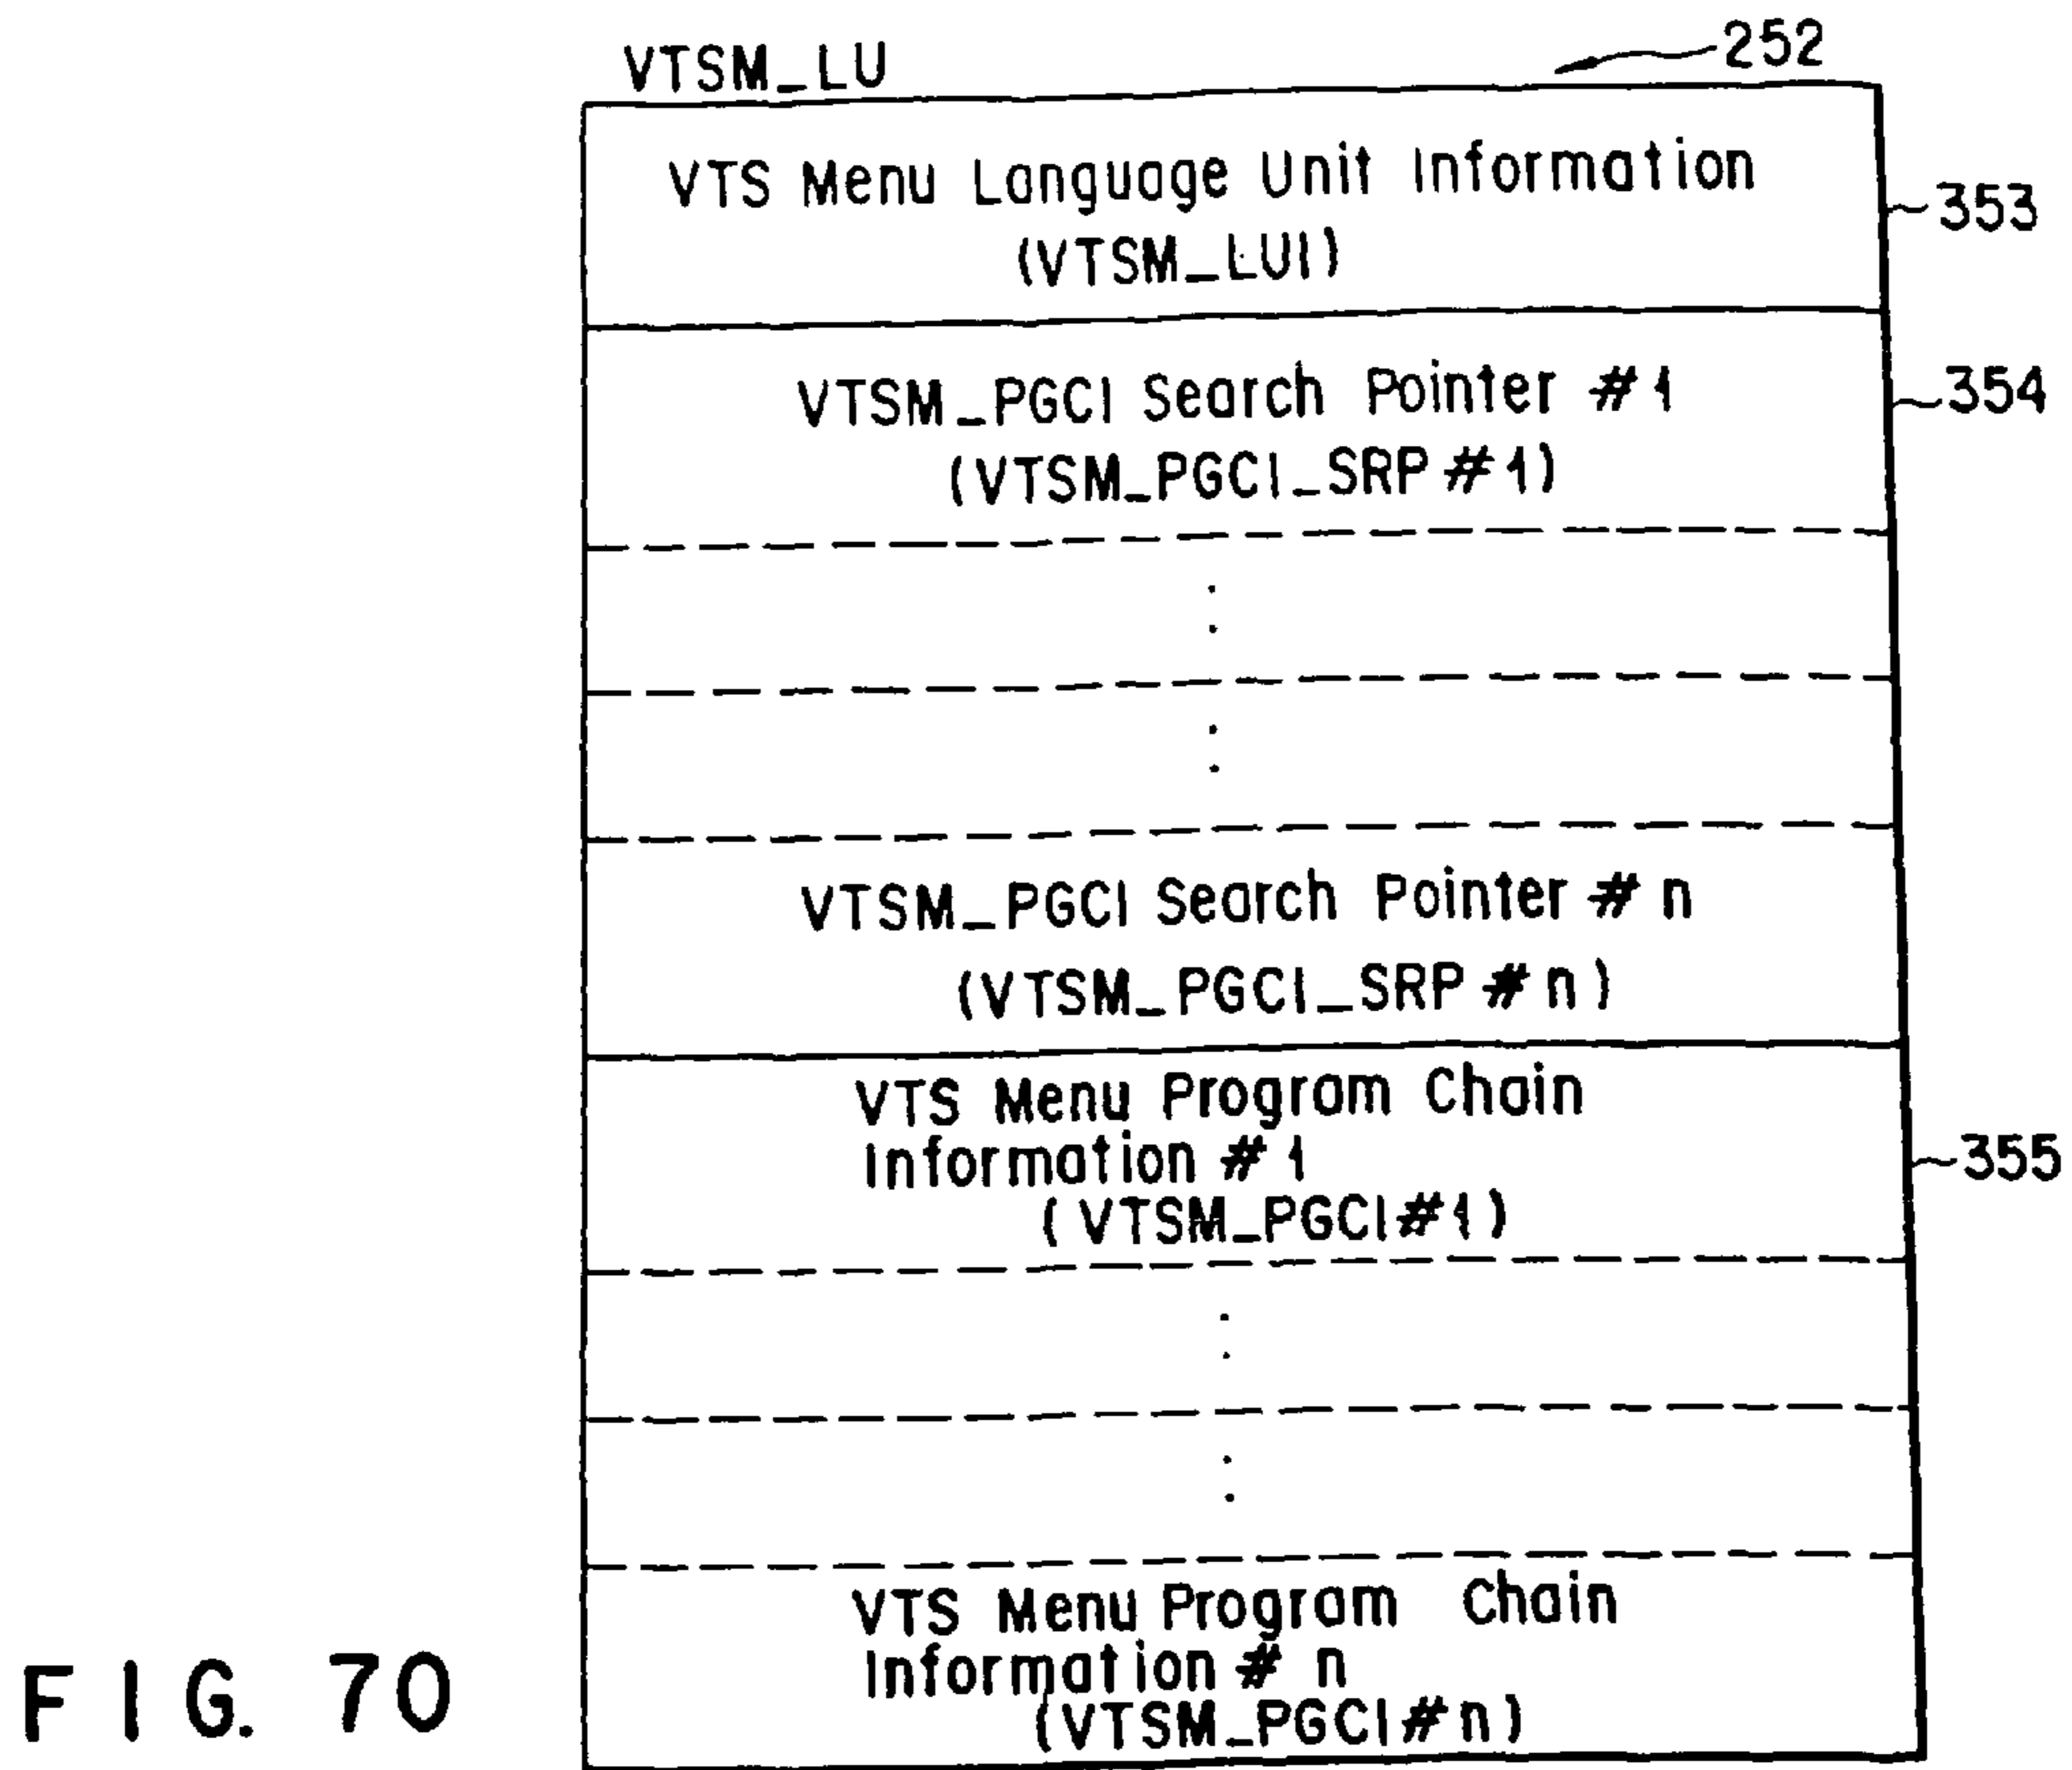 VTSM_LU
252
VTS Menu Language Unit Information
(VTSM_LUI)
353
VTSM_PGCI Search Pointer #1
(VTSM_PGCI_SRP #1)
354
VTSM_PGCI Search Pointer # n
(VTSM_PGCI_SRP # n)
VTS Menu Program Chain
Information # 1
(VTSM_PGCI #1)
355
VTS Menu Program Chain
Information # n
(VTSM_PGCI # n)
FIG. 70